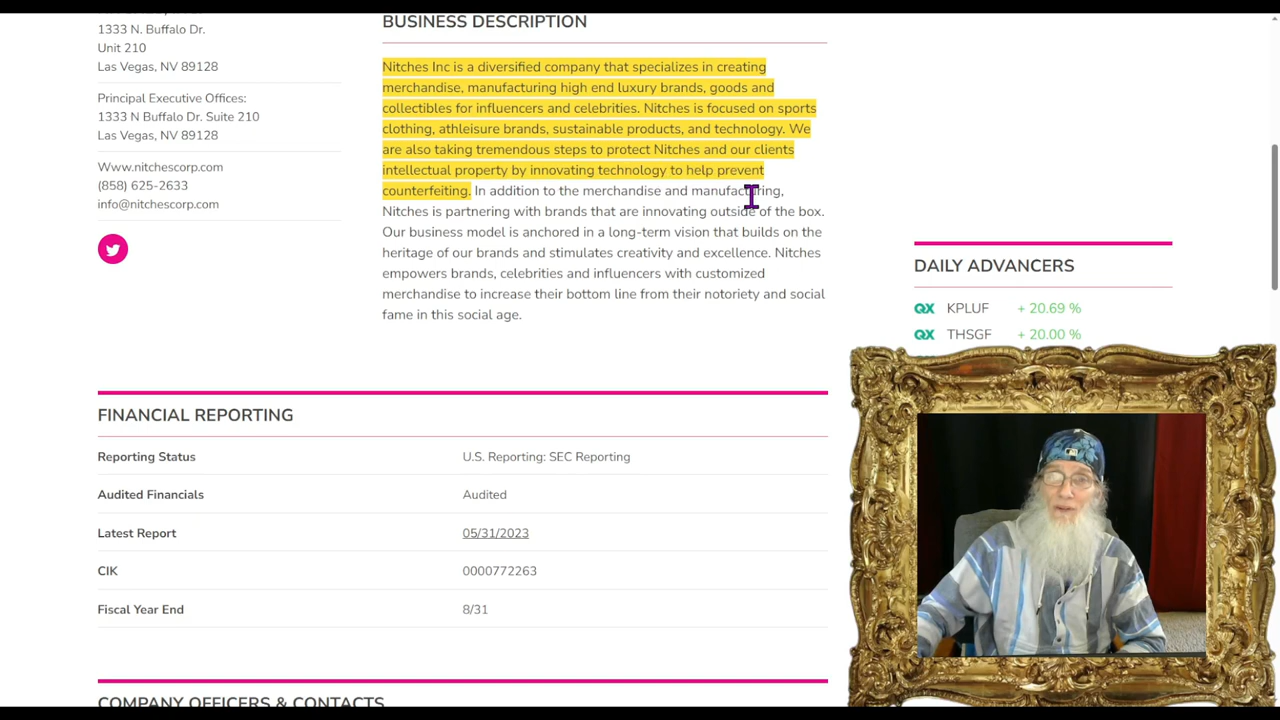 1333 N. Buffalo Dr.
Unit 210
Las Vegas, NV 89128
Principal Executive Offices:
1333 N Buffalo Dr. Suite 210
Las Vegas, NV 89128
Www.nitchescorp.com
(858) 625-2633
info@nitchescorp.com
BUSINESS DESCRIPTION
Nitches Inc is a diversified company that specializes in creating
merchandise, manufacturing high end luxury brands, goods and
collectibles for influencers and celebrities. Nitches is focused on sports
clothing, athleisure brands, sustainable products, and technology. We
are also taking tremendous steps to protect Nitches and our clients
intellectual property by innovating technology to help prevent
counterfeiting. In addition to the merchandise and manufacturing,
Nitches is partnering with brands that are innovating outside of the box.
Our business model is anchored in a long-term vision that builds on the
heritage of our brands and stimulates creativity and excellence. Nitches
empowers brands, celebrities and influencers with customized
merchandise to increase their bottom line from their notoriety and social
fame in this social age.
DAILY ADVANCERS
QX KPLUF + 20.69 %
QX THSGF + 20.00 %
FINANCIAL REPORTING
Reporting Status U.S. Reporting: SEC Reporting
Audited Financials Audited
Latest Report 05/31/2023
CIK 0000772263
Fiscal Year End 8/31
COMPANY OFFICERS & CONTACTS